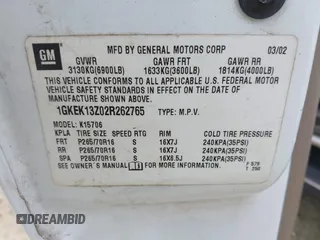 GM
MFD BY GENERAL MOTORS CORP 03/02
GVWR GAWR FRT GAWR RR
3130KG(6900LB) 1633KG(3600LB) 1814KG(4000LB)
THIS VEHICLE CONFORMS TO ALL APPLICABLE U.S. FEDERAL MOTOR
VEHICLE SAFETY STANDARDS IN EFFECT ON THE DATE OF
MANUFACTURE SHOWN ABOVE.
1GKEK13Z02R262765 TYPE: M.P.V.
MODEL: K15706
KPLA TIRE SIZE SPEED RTG RIM COLD TIRE PRESSURE
FRT P265/70R16 S 16X7J 240KPA(35PSI)
RR P265/70R16 S 16X7J 240KPA(35PSI)
SPA P265/70R16 S 16X6.5J 240KPA(35PSI)
SEE OWNER'S MANUAL FOR MORE INFORMATION
DREAMBID